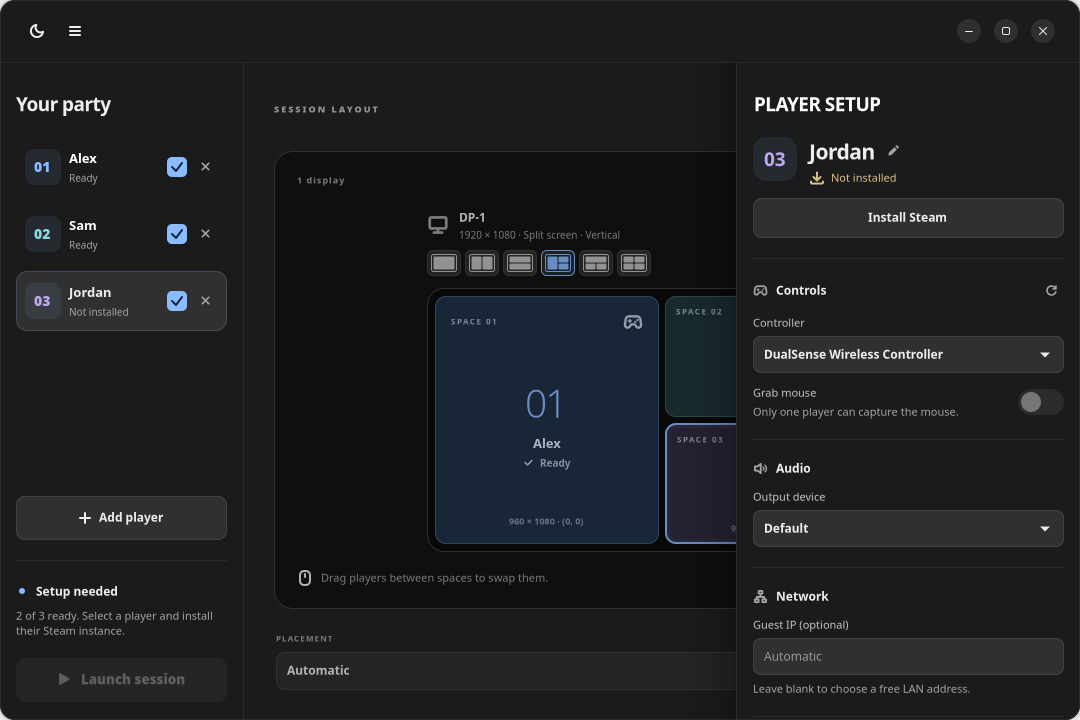 Your party
01
Alex
Ready
02
Sam
Ready
03
Jordan
Not installed
Add player
Setup needed
2 of 3 ready. Select a player and install
their Steam instance.
Launch session
SESSION LAYOUT
1 display
DP-1
1920 × 1080 · Split screen · Vertical
SPACE 01
01
Alex
Ready
960 × 1080 · (0, 0)
SPACE 02
SPACE 03
9
Drag players between spaces to swap them.
PLACEMENT
Automatic
PLAYER SETUP
03
Jordan
Not installed
Install Steam
Controls
Controller
DualSense Wireless Controller
Grab mouse
Only one player can capture the mouse.
Audio
Output device
Default
Network
Guest IP (optional)
Automatic
Leave blank to choose a free LAN address.